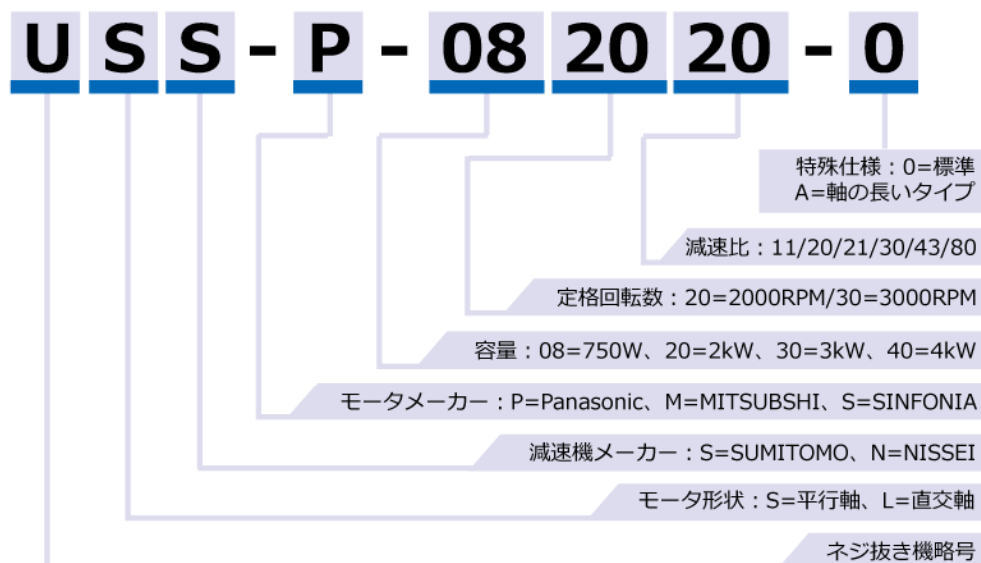 USS-P-082020-0
特殊仕様：0=標準
A=軸の長いタイプ
減速比：11/20/21/30/43/80
定格回転数：20=2000RPM/30=3000RPM
容量：08=750W、20=2kW、30=3kW、40=4kW
モータメーカー：P=Panasonic、M=MITSUBSHI、S=SINFONIA
減速機メーカー：S=SUMITOMO、N=NISSEI
モータ形状：S=平行軸、L=直交軸
ネジ抜き機略号